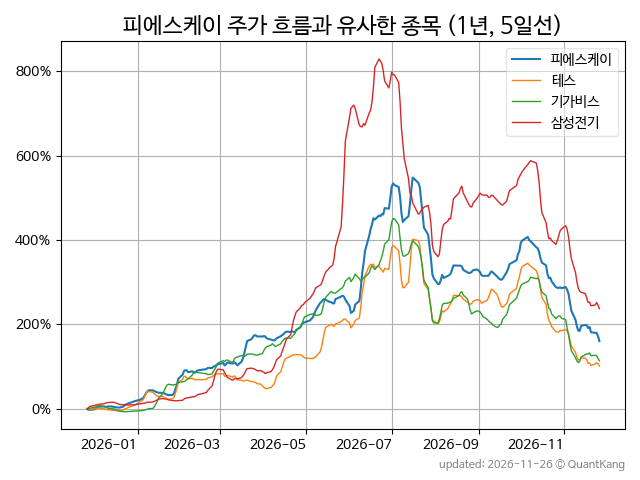 피에스케이 주가 흐름과 유사한 종목 (1년, 5일선)
피에스케이
테스
기가비스
삼성전기
800%
600%
400%
200%
0%
2026-01 2026-03 2026-05 2026-07 2026-09 2026-11
updated: 2026-11-26 © QuantKang